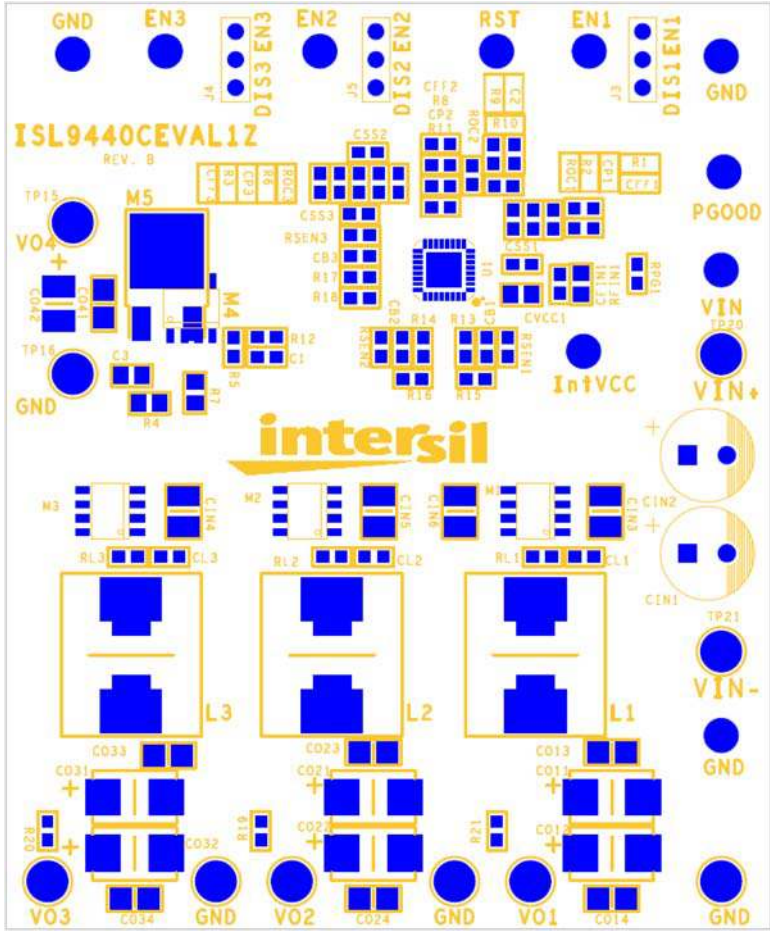 GND
EN3
EN2
RST
EN1
GND
J4
DIS3 EN3
J5
DIS2 EN2
J3
DIS1 EN1
CFF2
R8
CP2
R11
ROC2
R9
C2
R10
ISL9440CEVAL1Z
REV. B
CSS2
R3
CP3
R6
ROC3
R2
CP1
R1
CFF1
TP15
M5
VO4
PGOOD
CSS3
RSEN3
CB3
R17
R18
U1
CSS1
CVCC1
CFIN1
RFIN1
RPG1
VIN
TP20
VIN+
CO42
CO41
M4
TP16
GND
C3
R4
R7
R5
R12
C1
CB2
RSEN2
R14
R16
R13
CB1
RSEN1
R15
IntVCC
intersil
M3
CIN4
M2
CIN5
CIN6
M1
CIN3
CIN2
CIN1
RL3
CL3
RL2
CL2
RL1
CL1
TP21
VIN-
L3
L2
L1
GND
CO33
CO23
CO13
CO31
CO21
CO11
R20
CO32
R19
CO22
R21
CO12
VO3
CO34
GND
VO2
CO24
GND
VO1
CO14
GND